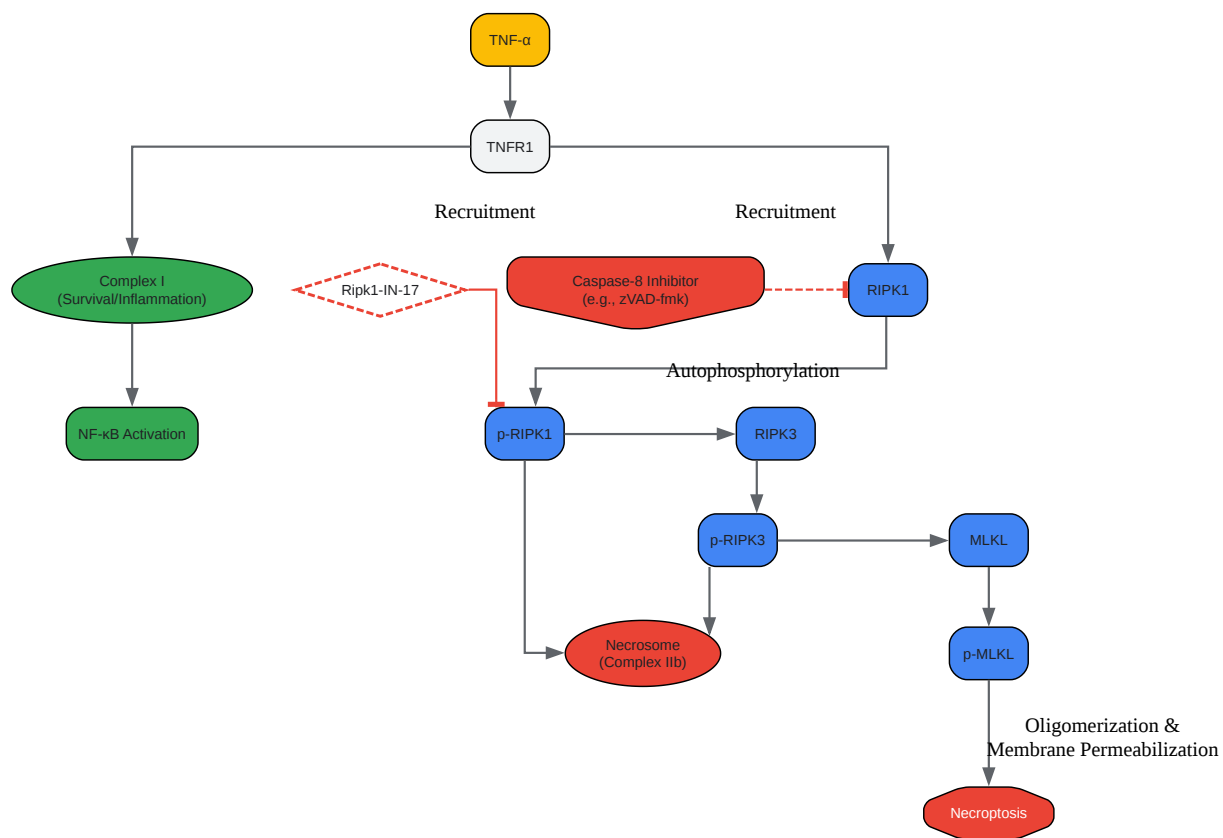 TNF-α
TNFR1
Recruitment
Recruitment
Complex I
(Survival/Inflammation)
Ripk1-IN-17
Caspase-8 Inhibitor
(e.g., zVAD-fmk)
RIPK1
Autophosphorylation
NF-κB Activation
p-RIPK1
RIPK3
p-RIPK3
MLKL
Necrosome
(Complex IIb)
p-MLKL
Oligomerization &
Membrane Permeabilization
Necroptosis